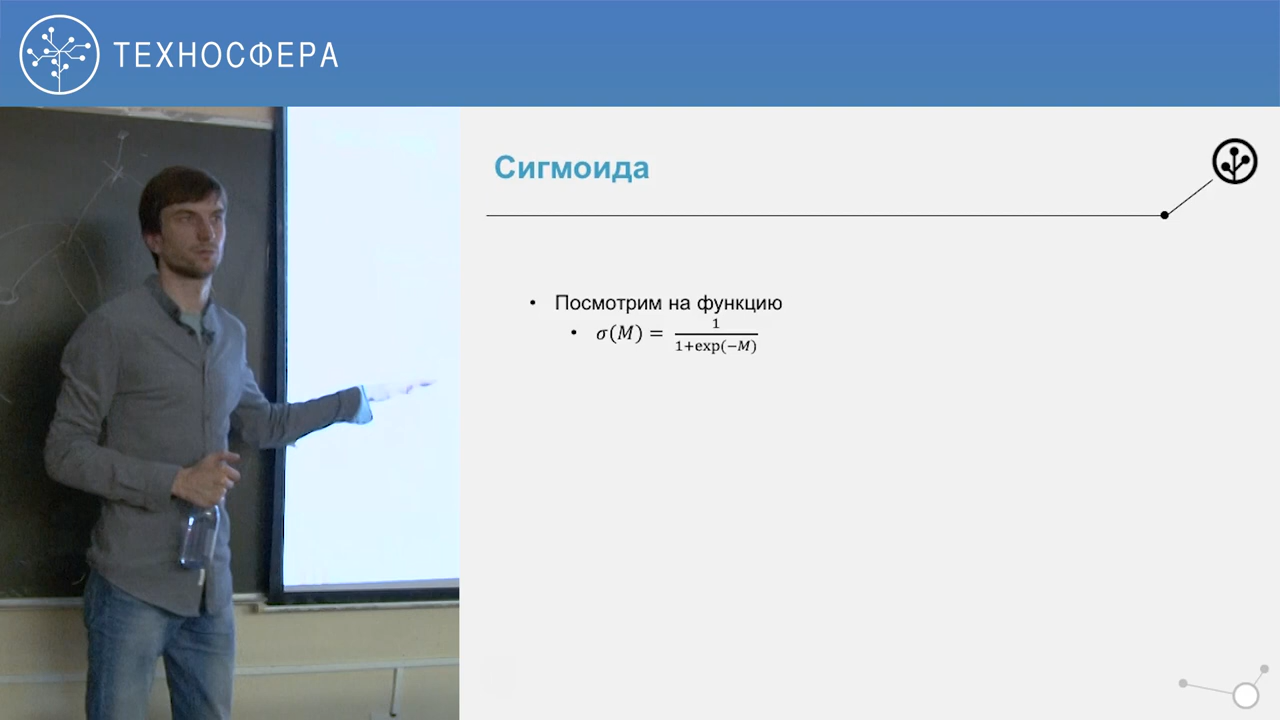 ТЕХНОСФЕРА
Сигмоида
• Посмотрим на функцию
• σ(M) = 1/(1+exp(−M))